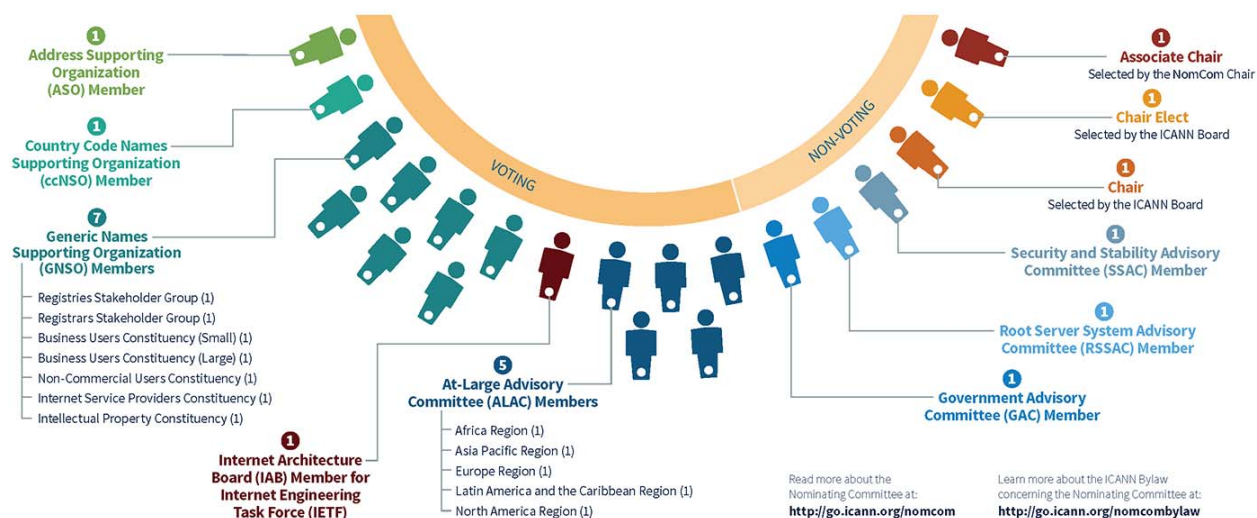 1
Address Supporting
Organization
(ASO) Member
1
Country Code Names
Supporting Organization
(ccNSO) Member
7
Generic Names
Supporting Organization
(GNSO) Members
Registries Stakeholder Group (1)
Registrars Stakeholder Group (1)
Business Users Constituency (Small) (1)
Business Users Constituency (Large) (1)
Non-Commercial Users Constituency (1)
Internet Service Providers Constituency (1)
Intellectual Property Constituency (1)
1
Internet Architecture
Board (IAB) Member for
Internet Engineering
Task Force (IETF)
VOTING
NON-VOTING
5
At-Large Advisory
Committee (ALAC) Members
Africa Region (1)
Asia Pacific Region (1)
Europe Region (1)
Latin America and the Caribbean Region (1)
North America Region (1)
1
Associate Chair
Selected by the NomCom Chair
1
Chair Elect
Selected by the ICANN Board
1
Chair
Selected by the ICANN Board
1
Security and Stability Advisory
Committee (SSAC) Member
1
Root Server System Advisory
Committee (RSSAC) Member
1
Government Advisory
Committee (GAC) Member
Read more about the
Nominating Committee at:
http://go.icann.org/nomcom
Learn more about the ICANN Bylaw
concerning the Nominating Committee at:
http://go.icann.org/nomcombylaw